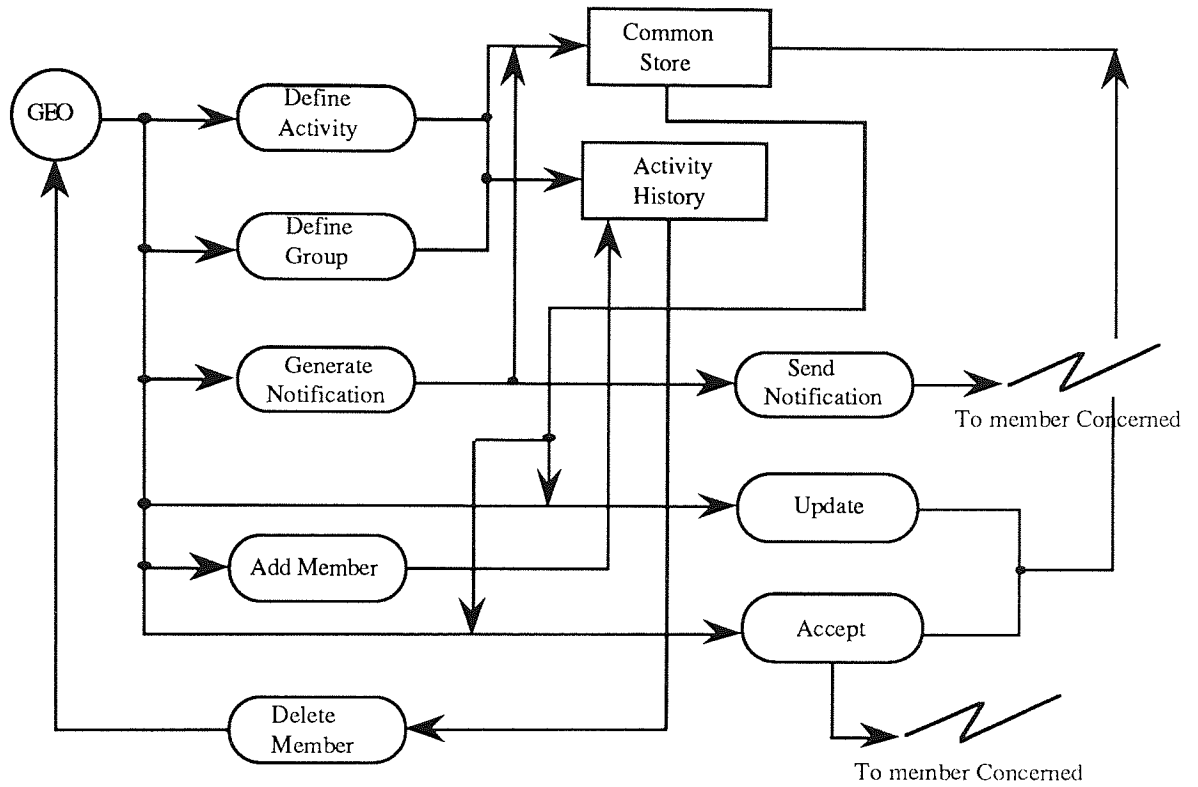 GEO
Define
Activity
Common
Store
Activity
History
Define
Group
Generate
Notification
Send
Notification
To member Concerned
Update
Add Member
Accept
Delete
Member
To member Concerned